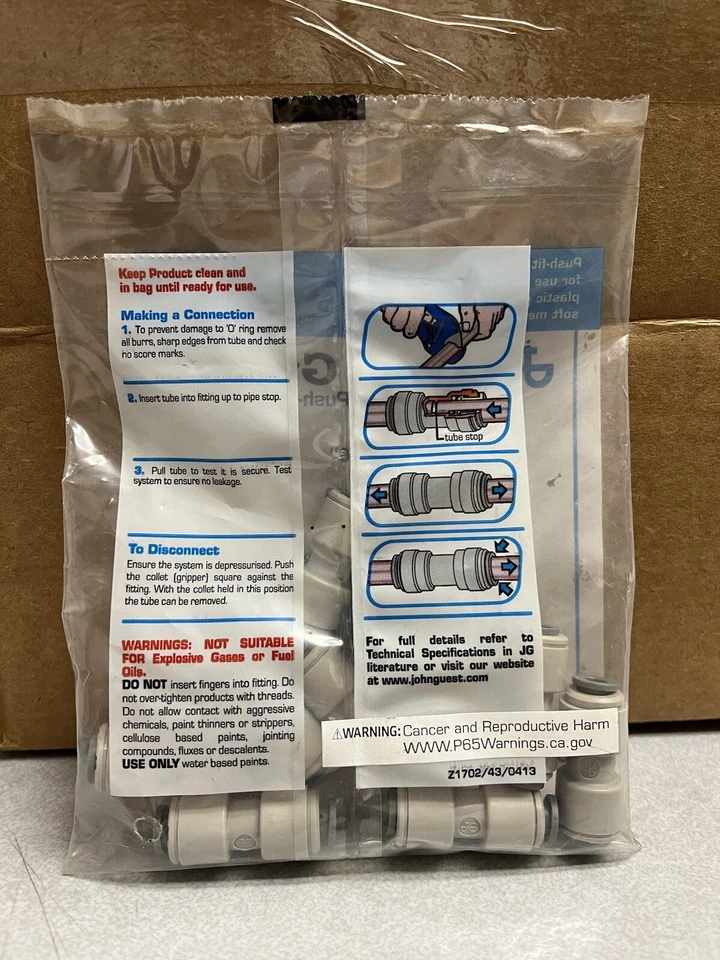 Keep Product clean and
in bag until ready for use.
Making a Connection
1. To prevent damage to 'O' ring remove
all burrs, sharp edges from tube and check
no score marks.
2. Insert tube into fitting up to pipe stop.
3. Pull tube to test it is secure. Test
system to ensure no leakage.
To Disconnect
Ensure the system is depressurised. Push
the collet (gripper) square against the
fitting. With the collet held in this position
the tube can be removed.
WARNINGS: NOT SUITABLE
FOR Explosive Gases or Fuel
Oils.
DO NOT insert fingers into fitting. Do
not over-tighten products with threads.
Do not allow contact with aggressive
chemicals, paint thinners or strippers,
cellulose based paints, jointing
compounds, fluxes or descalents.
USE ONLY water based paints.
tube stop
For full details refer to
Technical Specifications in JG
literature or visit our website
at www.johnguest.com
⚠WARNING: Cancer and Reproductive Harm
WWW.P65Warnings.ca.gov
Z1702/43/0413
Push-fit
for use
plastic
soft me